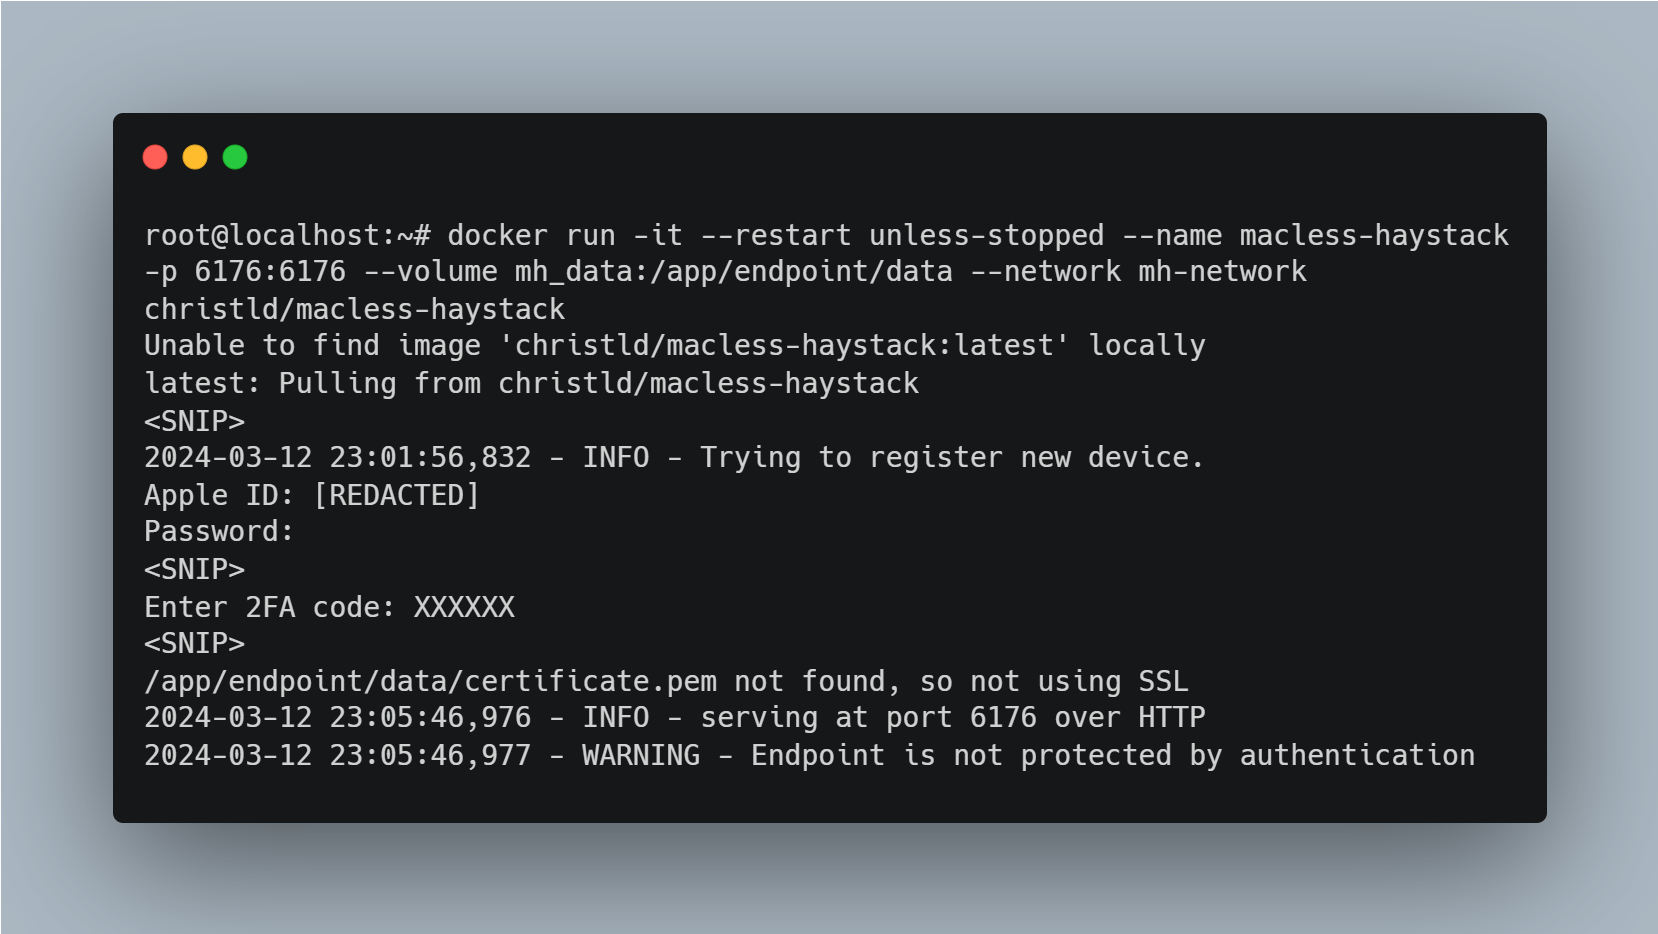 root@localhost:~# docker run -it --restart unless-stopped --name macless-haystack
-p 6176:6176 --volume mh_data:/app/endpoint/data --network mh-network
christld/macless-haystack
Unable to find image 'christld/macless-haystack:latest' locally
latest: Pulling from christld/macless-haystack
<SNIP>
2024-03-12 23:01:56,832 - INFO - Trying to register new device.
Apple ID: [REDACTED]
Password:
<SNIP>
Enter 2FA code: XXXXXX
<SNIP>
/app/endpoint/data/certificate.pem not found, so not using SSL
2024-03-12 23:05:46,976 - INFO - serving at port 6176 over HTTP
2024-03-12 23:05:46,977 - WARNING - Endpoint is not protected by authentication